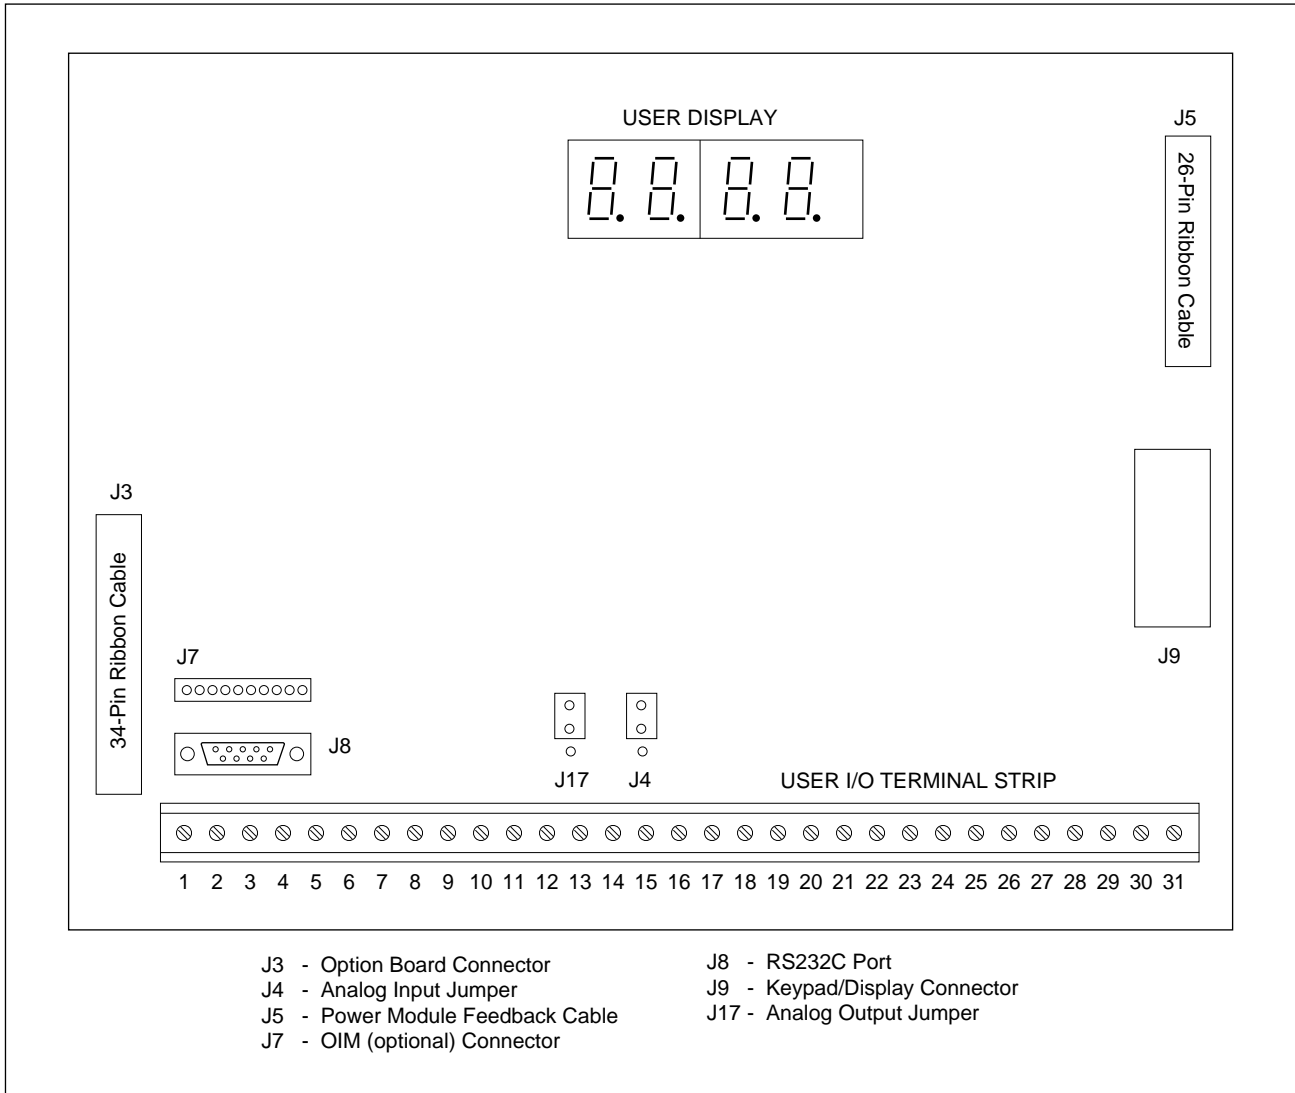 USER DISPLAY
J5
26-Pin Ribbon Cable
J3
34-Pin Ribbon Cable
J7
J9
J8
J17 J4
USER I/O TERMINAL STRIP
1 2 3 4 5 6 7 8 9 10 11 12 13 14 15 16 17 18 19 20 21 22 23 24 25 26 27 28 29 30 31
J3 - Option Board Connector
J4 - Analog Input Jumper
J5 - Power Module Feedback Cable
J7 - OIM (optional) Connector
J8 - RS232C Port
J9 - Keypad/Display Connector
J17 - Analog Output Jumper